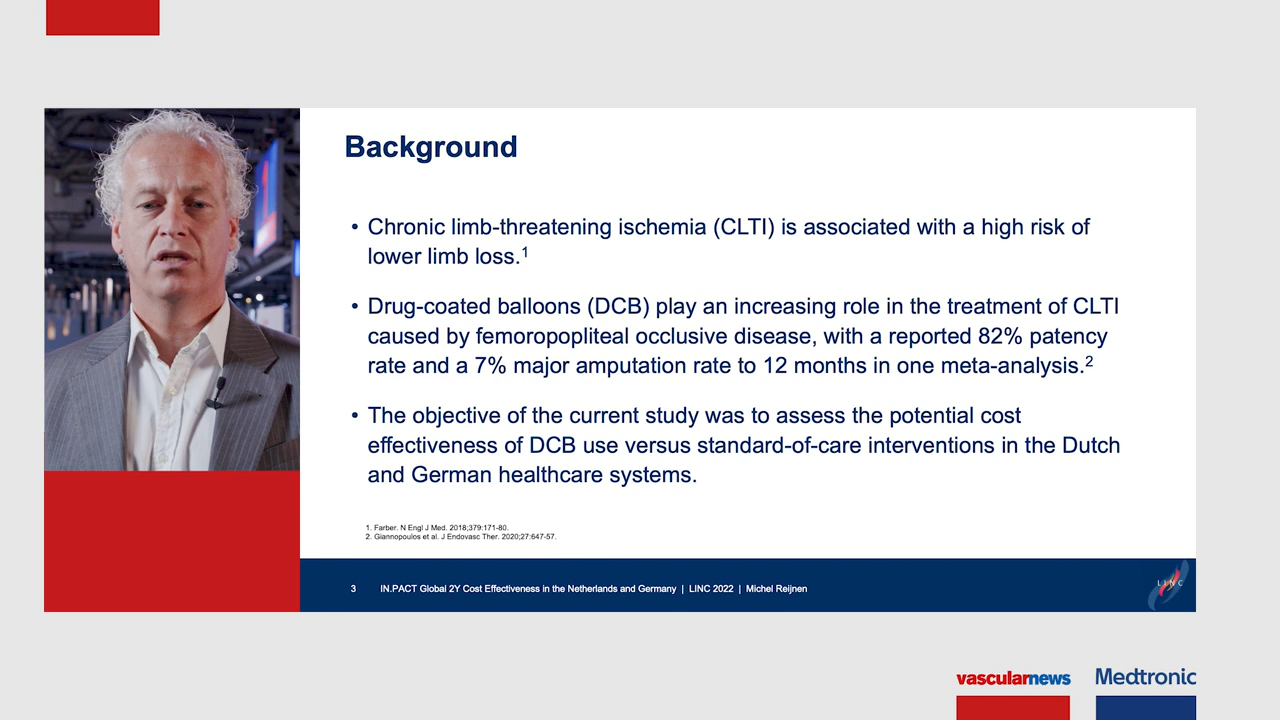 Background
• Chronic limb-threatening ischemia (CLTI) is associated with a high risk of
lower limb loss.1
• Drug-coated balloons (DCB) play an increasing role in the treatment of CLTI
caused by femoropopliteal occlusive disease, with a reported 82% patency
rate and a 7% major amputation rate to 12 months in one meta-analysis.2
• The objective of the current study was to assess the potential cost
effectiveness of DCB use versus standard-of-care interventions in the Dutch
and German healthcare systems.
1. Farber. N Engl J Med. 2018;379:171-80.
2. Giannopoulos et al. J Endovasc Ther. 2020;27:647-57.
3 IN.PACT Global 2Y Cost Effectiveness in the Netherlands and Germany | LINC 2022 | Michel Reijnen
LINC
vascularnews
Medtronic